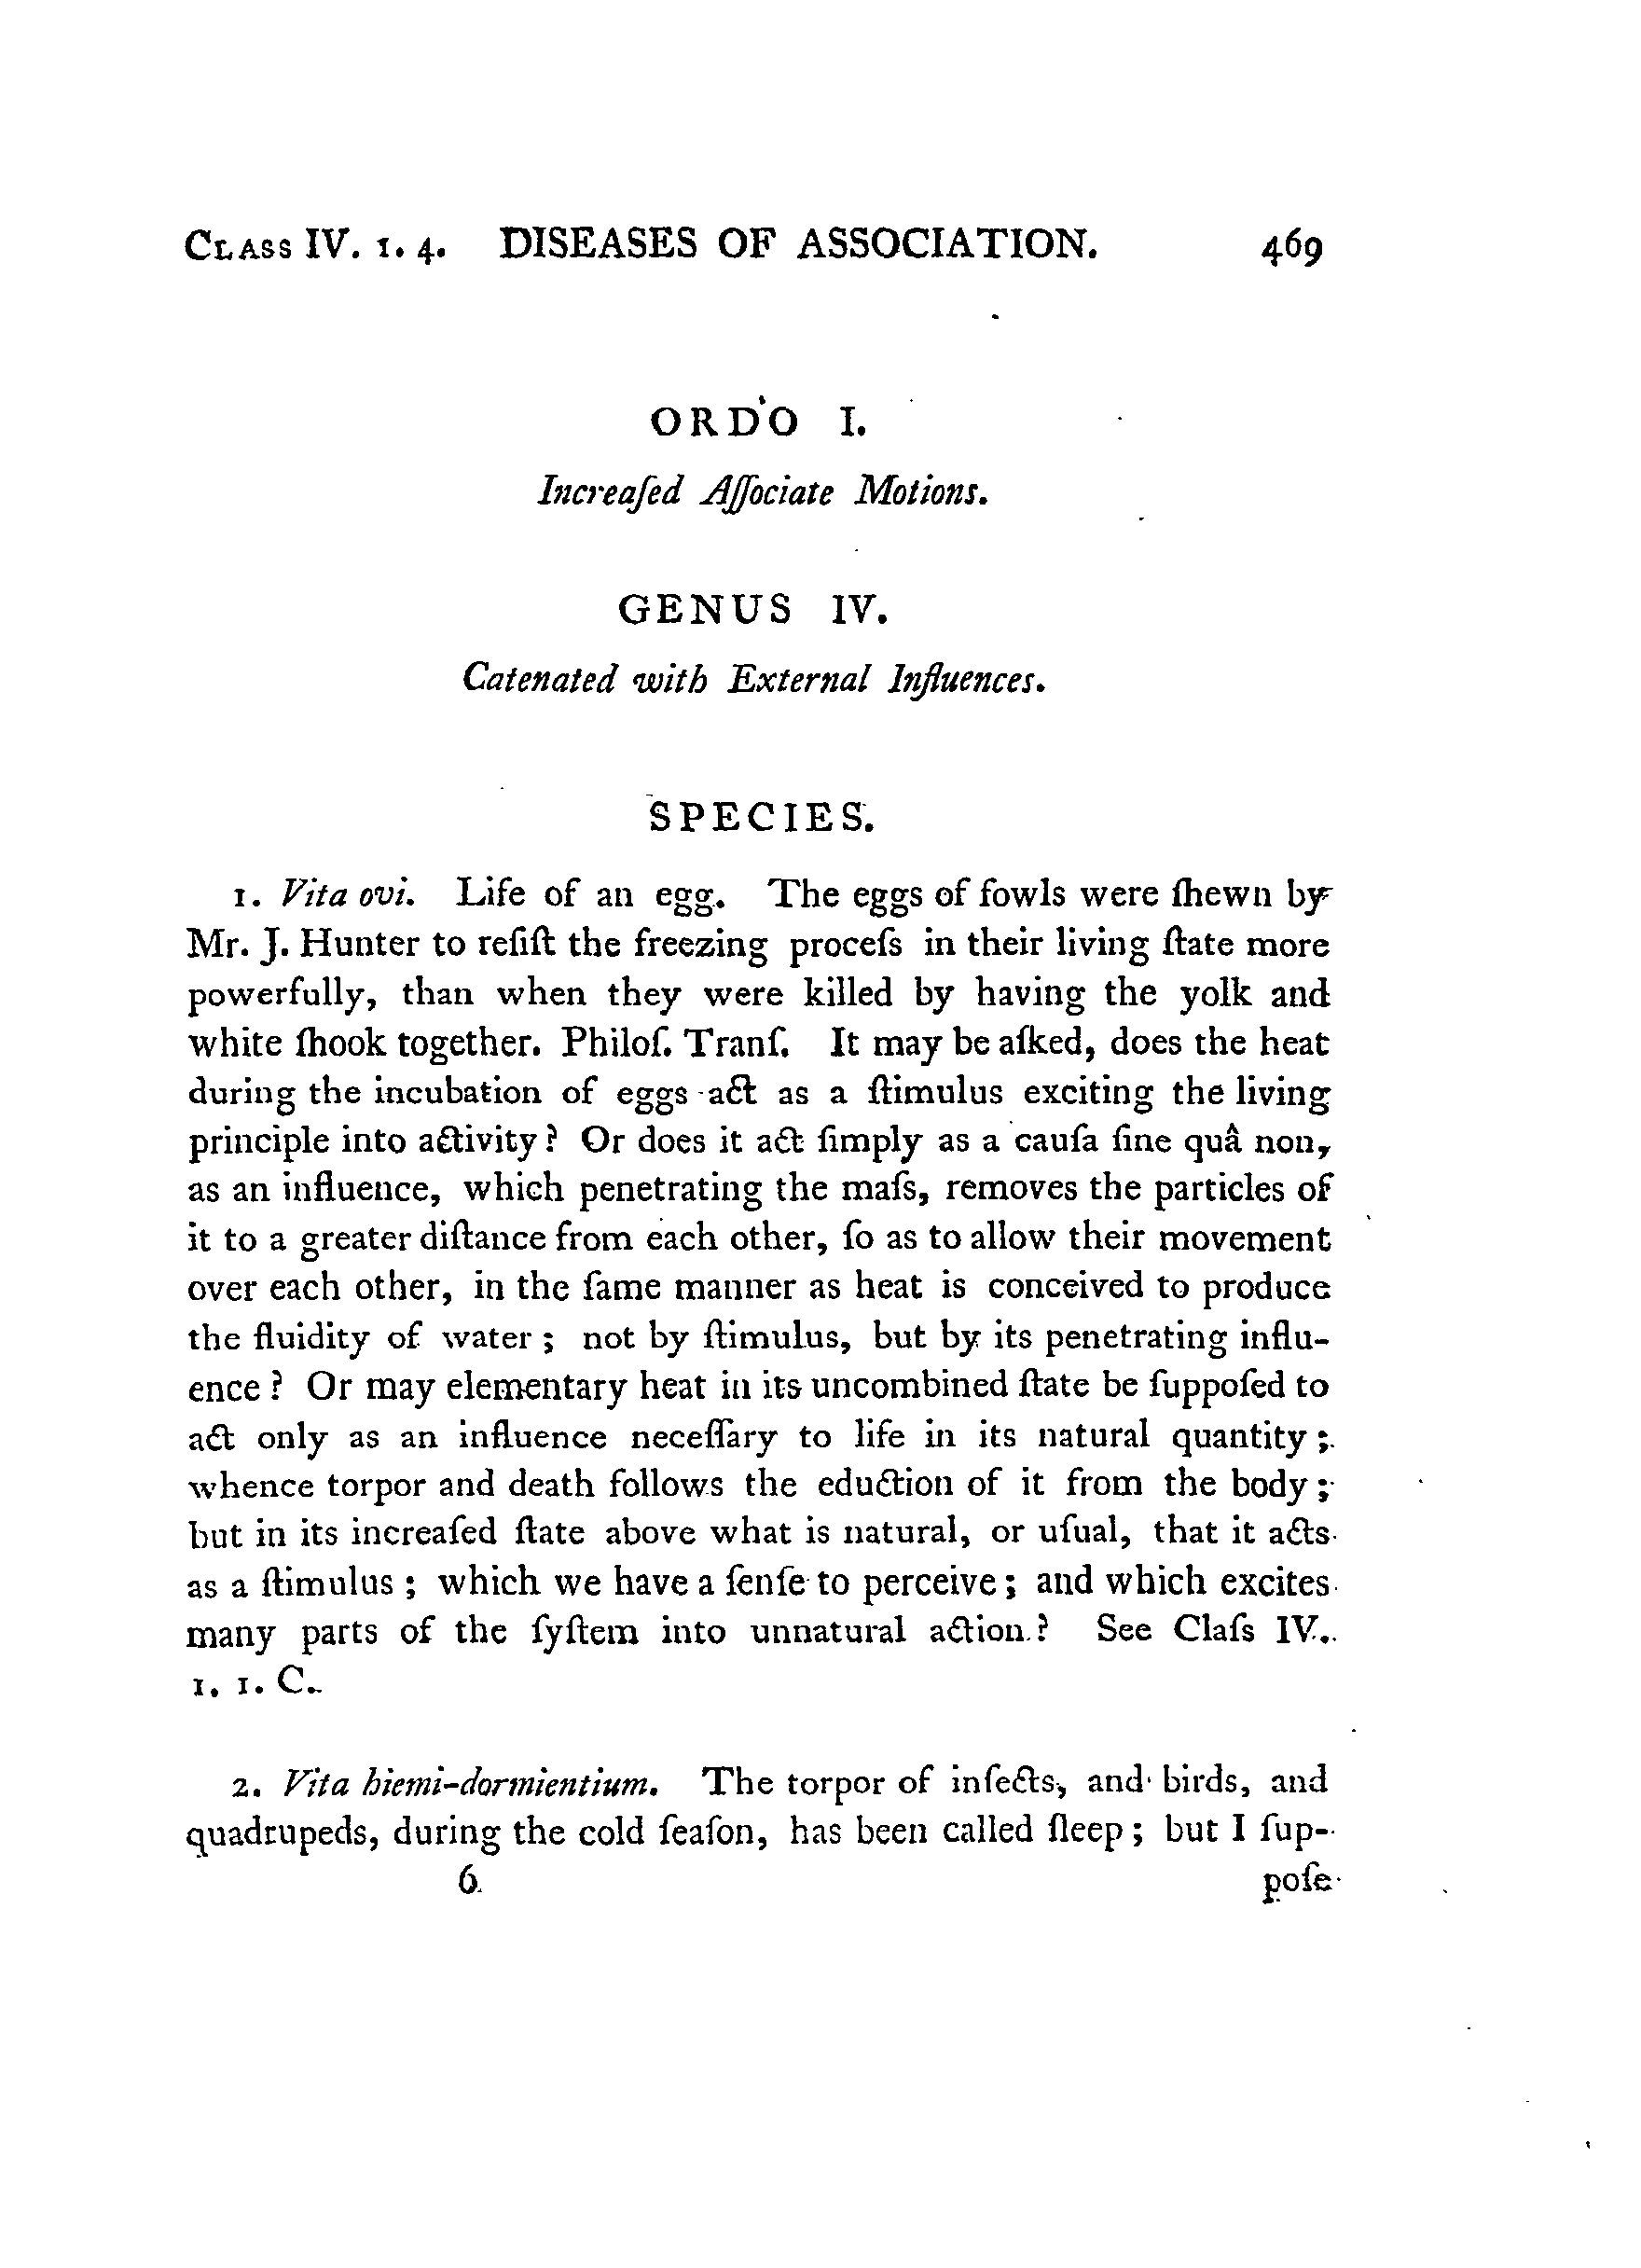 CLASS IV. 1. 4. DISEASES OF ASSOCIATION. 469
ORDO I.
Increaſed Aſſociate Motions.
GENUS IV.
Catenated with External Influences.
SPECIES.
1. Vita ovi. Life of an egg. The eggs of fowls were ſhewn by
Mr. J. Hunter to reſiſt the freezing proceſs in their living ſtate more
powerfully, than when they were killed by having the yolk and
white ſhook together. Philoſ. Tranſ. It may be aſked, does the heat
during the incubation of eggs act as a ſtimulus exciting the living
principle into activity? Or does it act ſimply as a cauſa ſine quâ non,
as an influence, which penetrating the maſs, removes the particles of
it to a greater diſtance from each other, ſo as to allow their movement
over each other, in the ſame manner as heat is conceived to produce
the fluidity of water; not by ſtimulus, but by its penetrating influ-
ence? Or may elementary heat in its uncombined ſtate be ſuppoſed to
act only as an influence neceſſary to life in its natural quantity;
whence torpor and death follows the eduction of it from the body;
but in its increaſed ſtate above what is natural, or uſual, that it acts
as a ſtimulus; which we have a ſenſe to perceive; and which excites
many parts of the ſyſtem into unnatural action? See Claſs IV.
1. 1. C.
2. Vita hiemi-dormientium. The torpor of inſects, and birds, and
quadrupeds, during the cold ſeaſon, has been called ſleep; but I ſup-
6 poſe